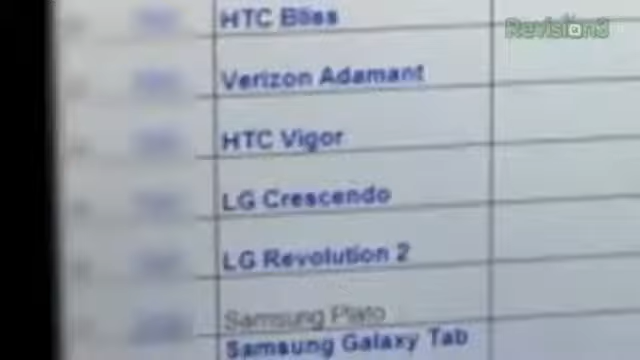 HTC Bliss
Revision3
Verizon Adamant
HTC Vigor
LG Crescendo
LG Revolution 2
Samsung Plato
Samsung Galaxy Tab